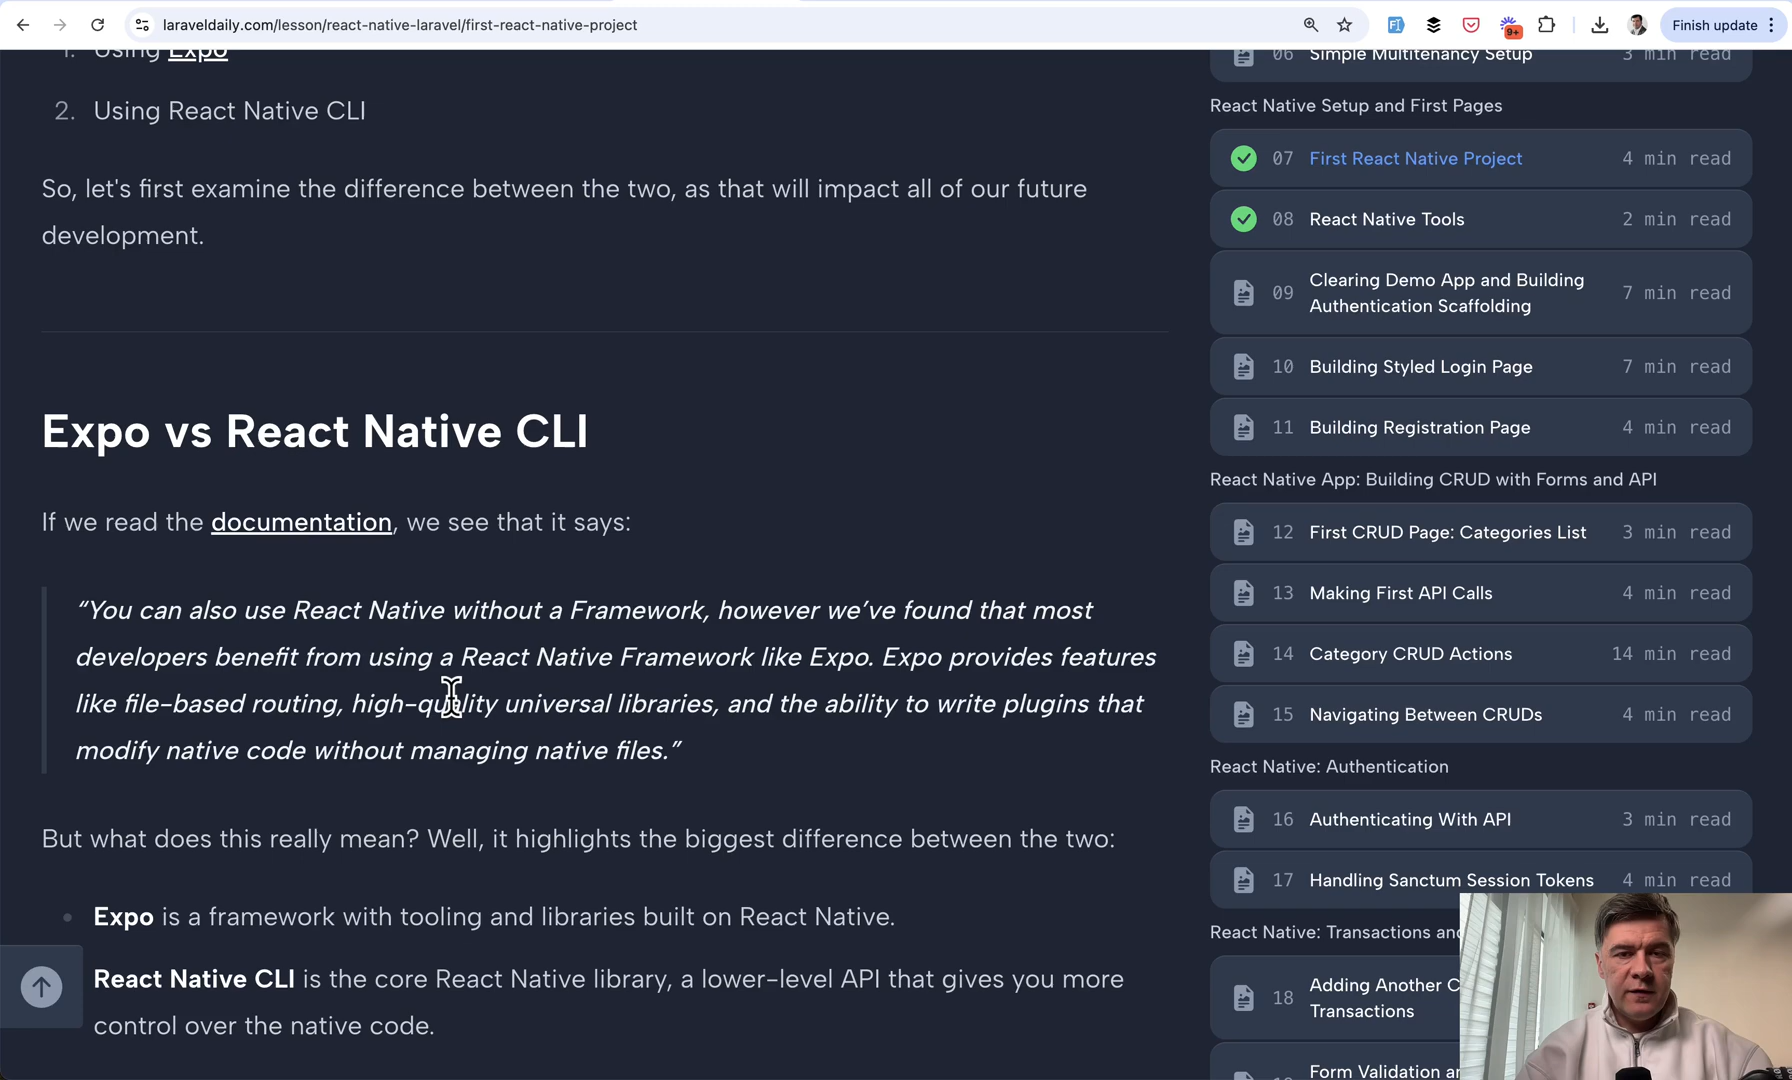 laraveldaily.com/lesson/react-native-laravel/first-react-native-project
9+
Finish update
1. Using Expo
2. Using React Native CLI
So, let's first examine the difference between the two, as that will impact all of our future
development.
Expo vs React Native CLI
If we read the documentation, we see that it says:
“You can also use React Native without a Framework, however we’ve found that most
developers benefit from using a React Native Framework like Expo. Expo provides features
like file-based routing, high-quality universal libraries, and the ability to write plugins that
modify native code without managing native files.”
But what does this really mean? Well, it highlights the biggest difference between the two:
Expo is a framework with tooling and libraries built on React Native.
React Native CLI is the core React Native library, a lower-level API that gives you more
control over the native code.
06 Simple Multitenancy Setup 3 min read
React Native Setup and First Pages
07 First React Native Project 4 min read
08 React Native Tools 2 min read
09 Clearing Demo App and Building
Authentication Scaffolding 7 min read
10 Building Styled Login Page 7 min read
11 Building Registration Page 4 min read
React Native App: Building CRUD with Forms and API
12 First CRUD Page: Categories List 3 min read
13 Making First API Calls 4 min read
14 Category CRUD Actions 14 min read
15 Navigating Between CRUDs 4 min read
React Native: Authentication
16 Authenticating With API 3 min read
17 Handling Sanctum Session Tokens 4 min read
React Native: Transactions and
18 Adding Another C
Transactions
Form Validation